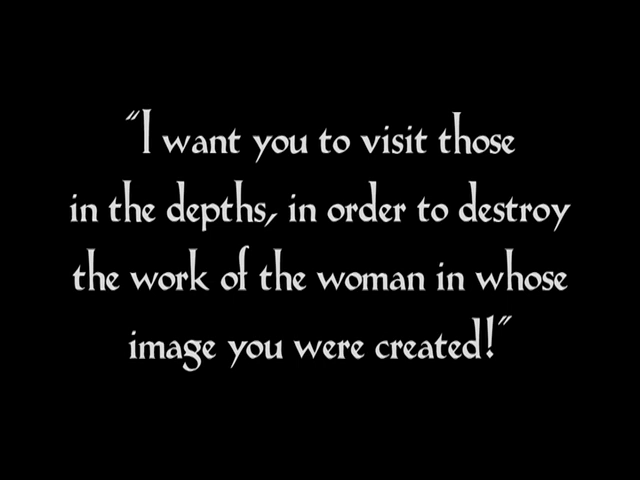 "I want you to visit those
in the depths, in order to destroy
the work of the woman in whose
image you were created!"